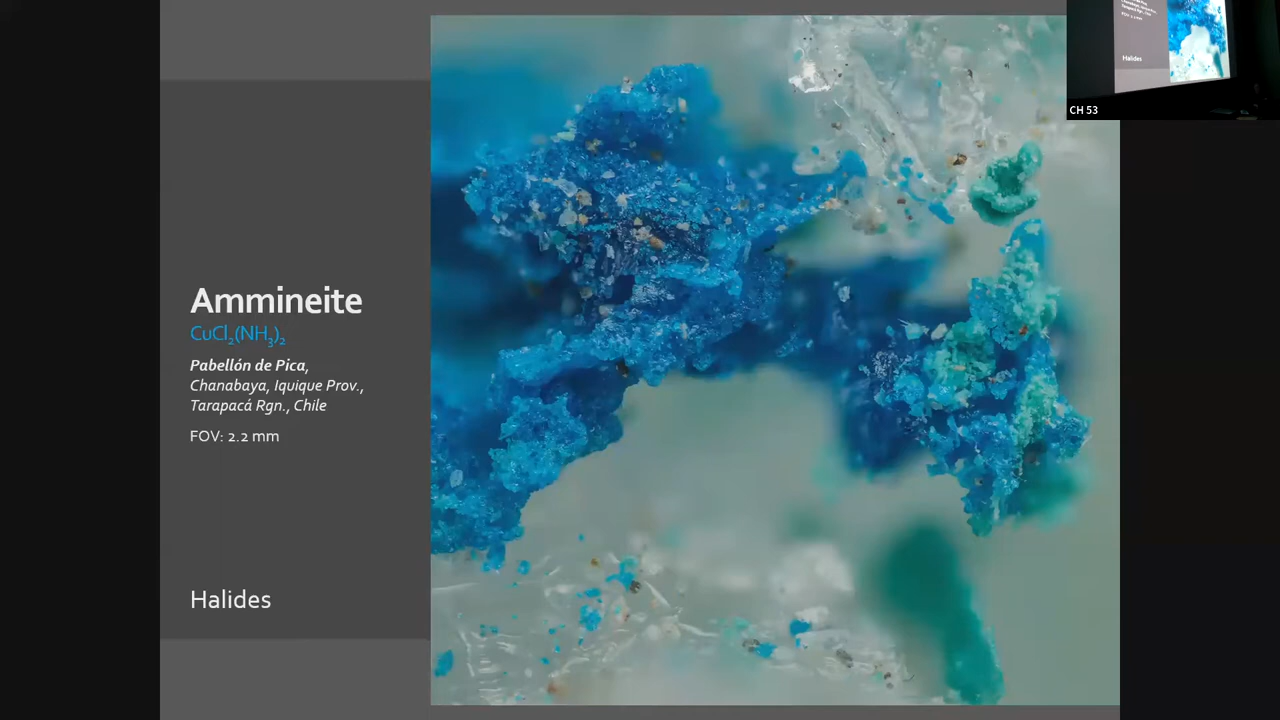 Ammineite
CuCl₂(NH₃)₂
Pabellón de Pica,
Chanabaya, Iquique Prov.,
Tarapacá Rgn., Chile
FOV: 2.2 mm
Halides
Halides
CH 53